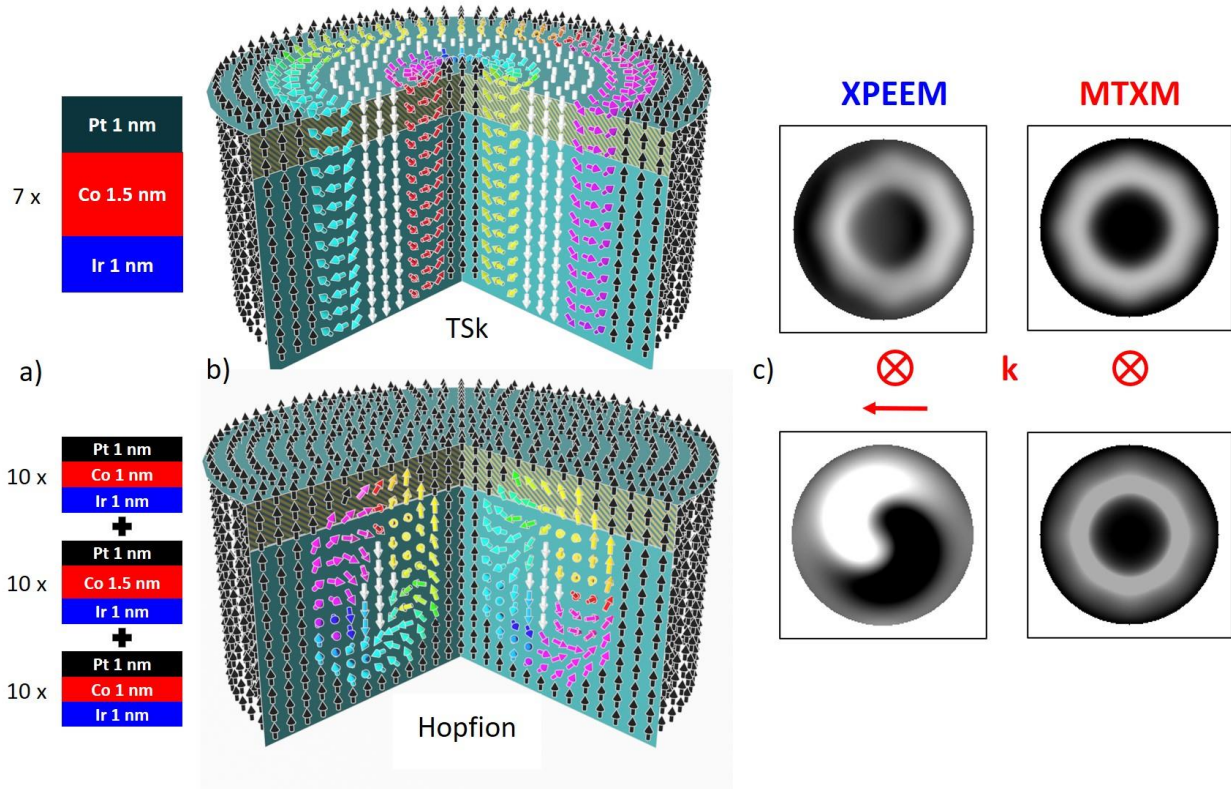 7 x
Pt 1 nm
Co 1.5 nm
Ir 1 nm
TSk
XPEEM
MTXM
a)
b)
c)
k
10 x
Pt 1 nm
Co 1 nm
Ir 1 nm
+
10 x
Pt 1 nm
Co 1.5 nm
Ir 1 nm
+
10 x
Pt 1 nm
Co 1 nm
Ir 1 nm
Hopfion